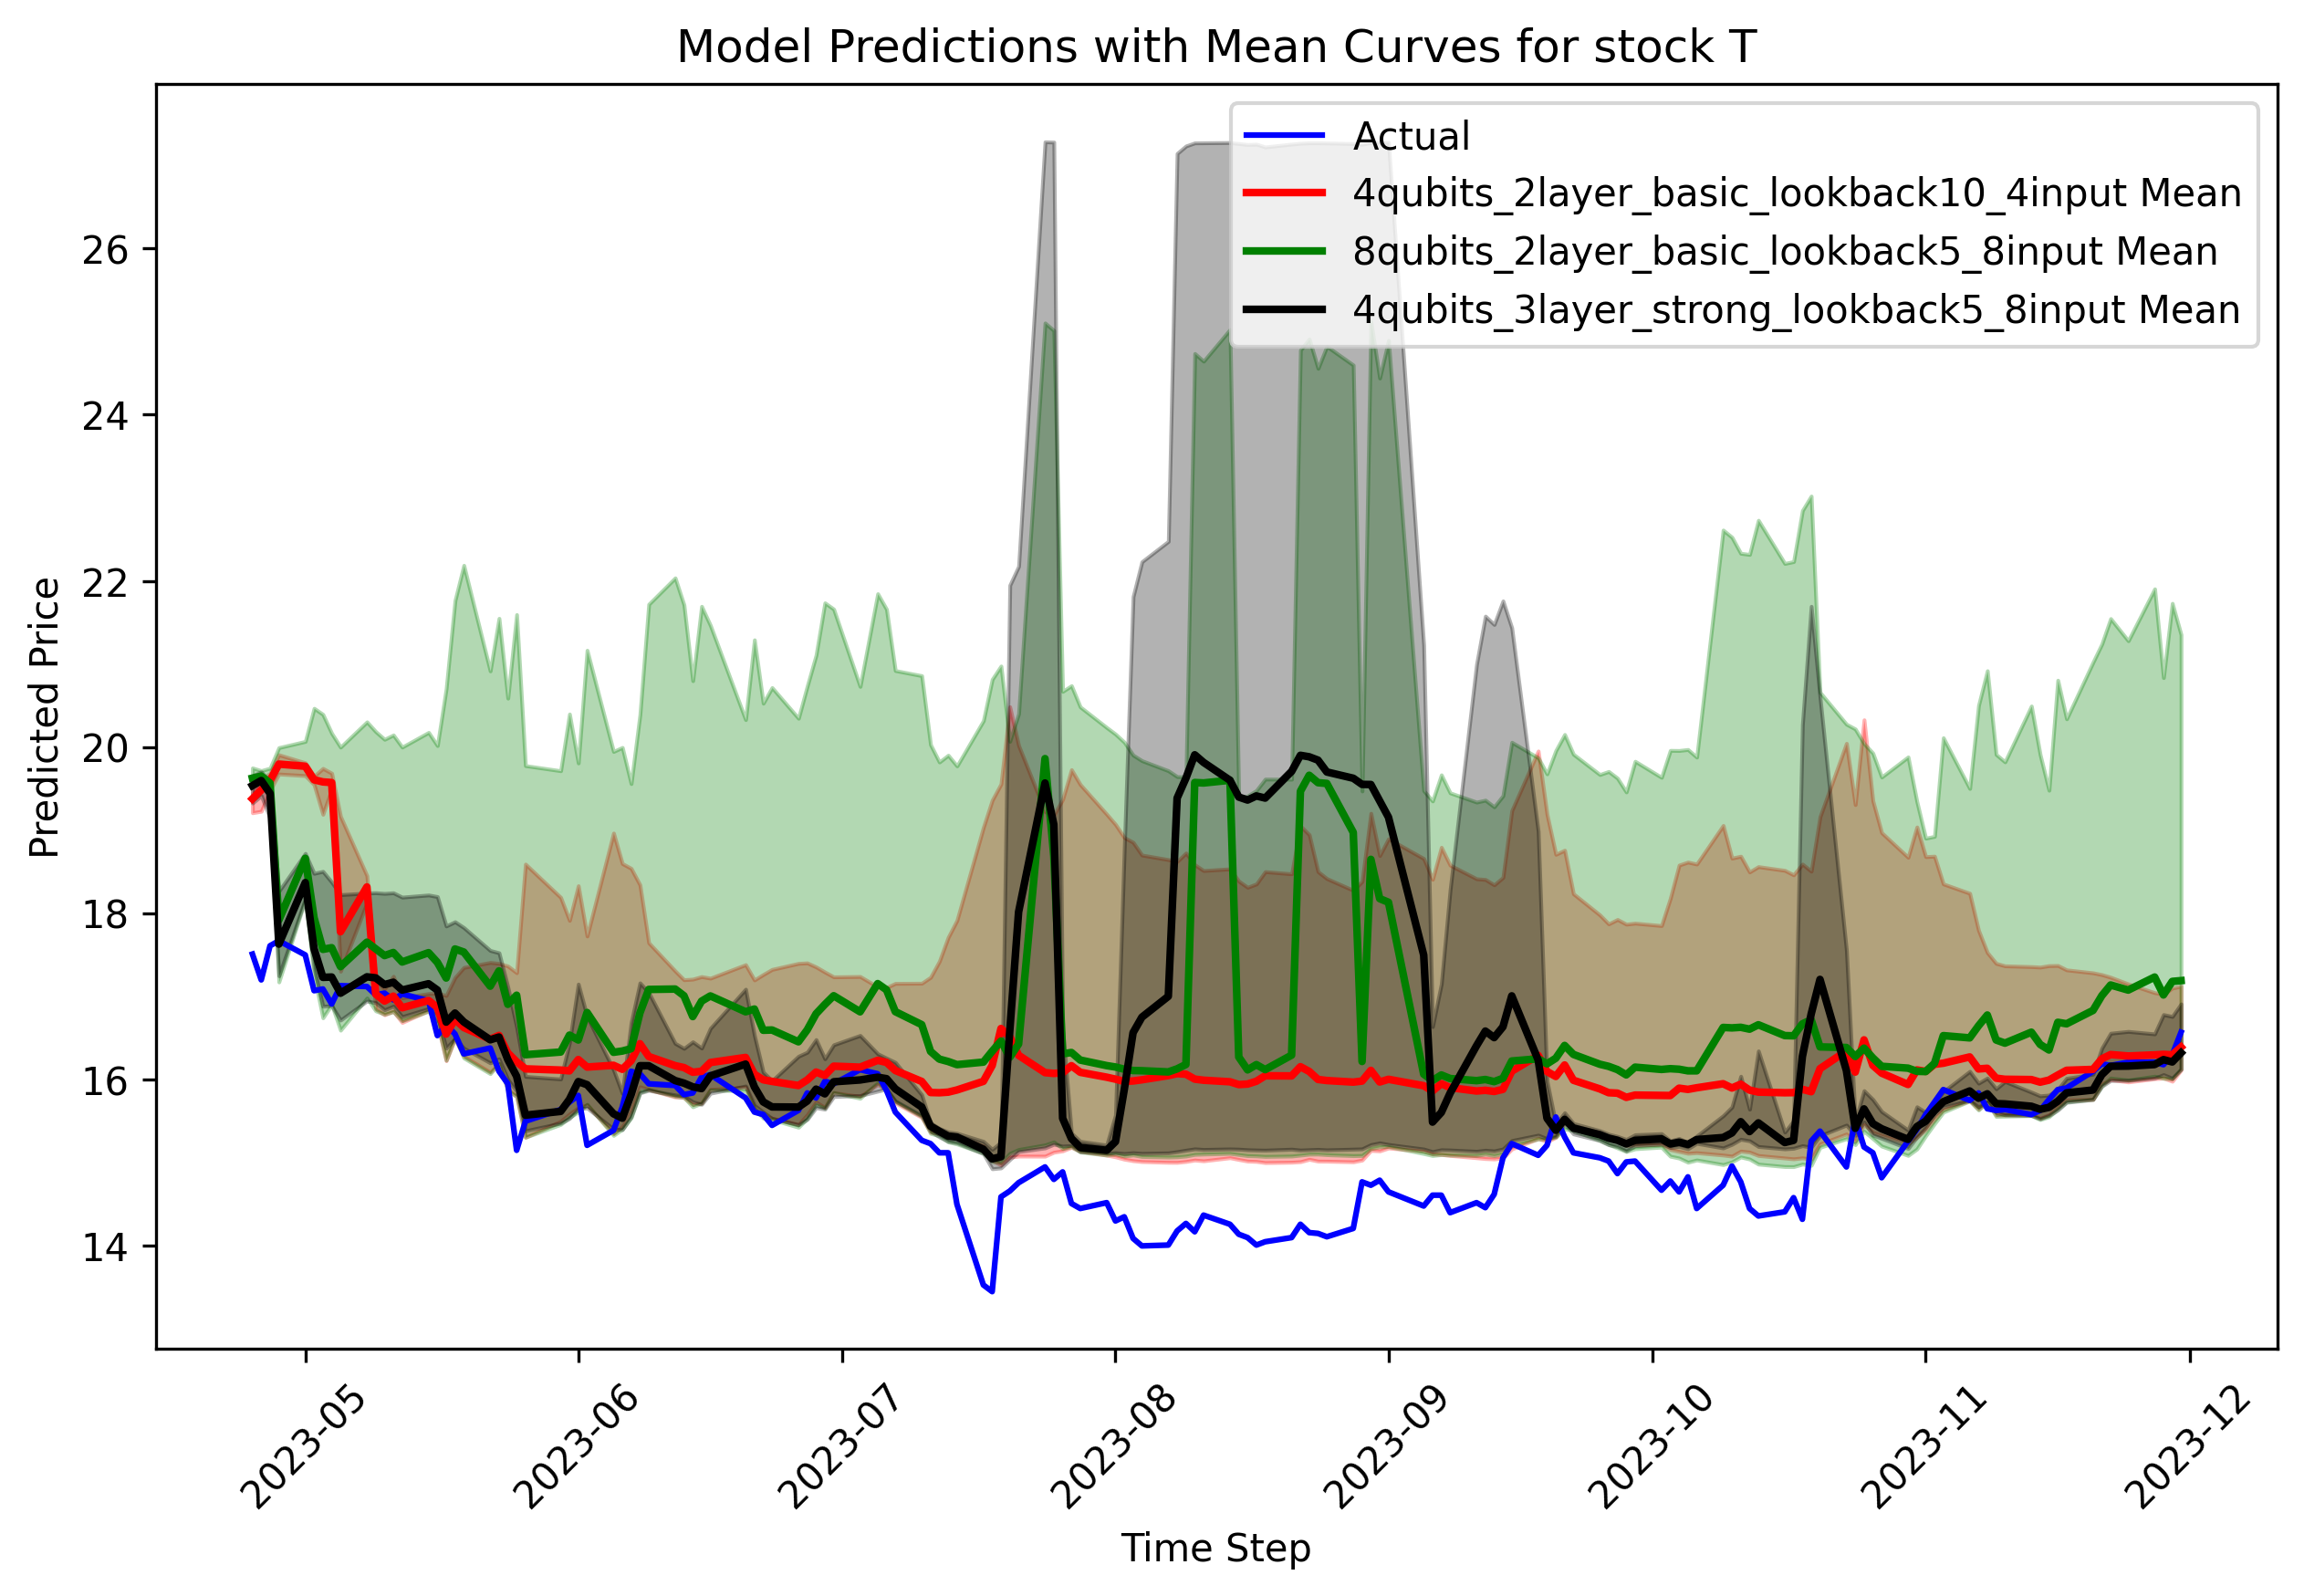 Model Predictions with Mean Curves for stock T
Actual
4qubits_2layer_basic_lookback10_4input Mean
8qubits_2layer_basic_lookback5_8input Mean
4qubits_3layer_strong_lookback5_8input Mean
Predicted Price
26
24
22
20
18
16
14
2023-05
2023-06
2023-07
2023-08
2023-09
2023-10
2023-11
2023-12
Time Step